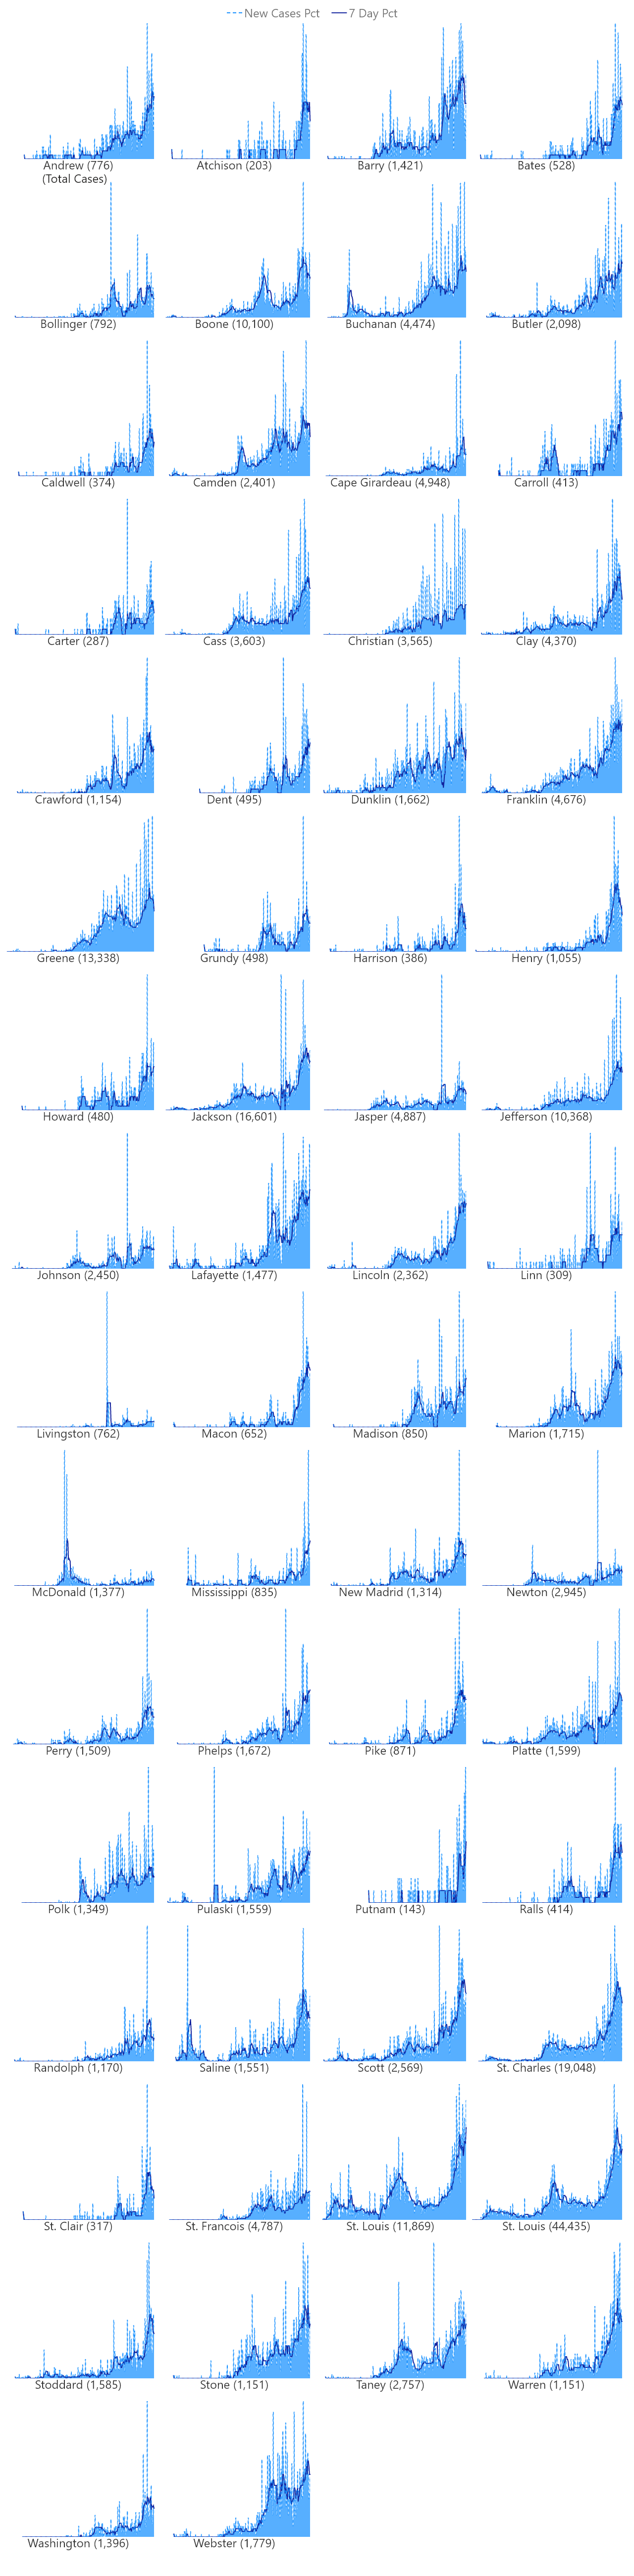 New Cases Pct 7 Day Pct
Andrew (776) Atchison (203) Barry (1,421) Bates (528)
(Total Cases)
Bollinger (792) Boone (10,100) Buchanan (4,474) Butler (2,098)
Caldwell (374) Camden (2,401) Cape Girardeau (4,948) Carroll (413)
Carter (287) Cass (3,603) Christian (3,565) Clay (4,370)
Crawford (1,154) Dent (495) Dunklin (1,662) Franklin (4,676)
Greene (13,338) Grundy (498) Harrison (386) Henry (1,055)
Howard (480) Jackson (16,601) Jasper (4,887) Jefferson (10,368)
Johnson (2,450) Lafayette (1,477) Lincoln (2,362) Linn (309)
Livingston (762) Macon (652) Madison (850) Marion (1,715)
McDonald (1,377) Mississippi (835) New Madrid (1,314) Newton (2,945)
Perry (1,509) Phelps (1,672) Pike (871) Platte (1,599)
Polk (1,349) Pulaski (1,559) Putnam (143) Ralls (414)
Randolph (1,170) Saline (1,551) Scott (2,569) St. Charles (19,048)
St. Clair (317) St. Francois (4,787) St. Louis (11,869) St. Louis (44,435)
Stoddard (1,585) Stone (1,151) Taney (2,757) Warren (1,151)
Washington (1,396) Webster (1,779)